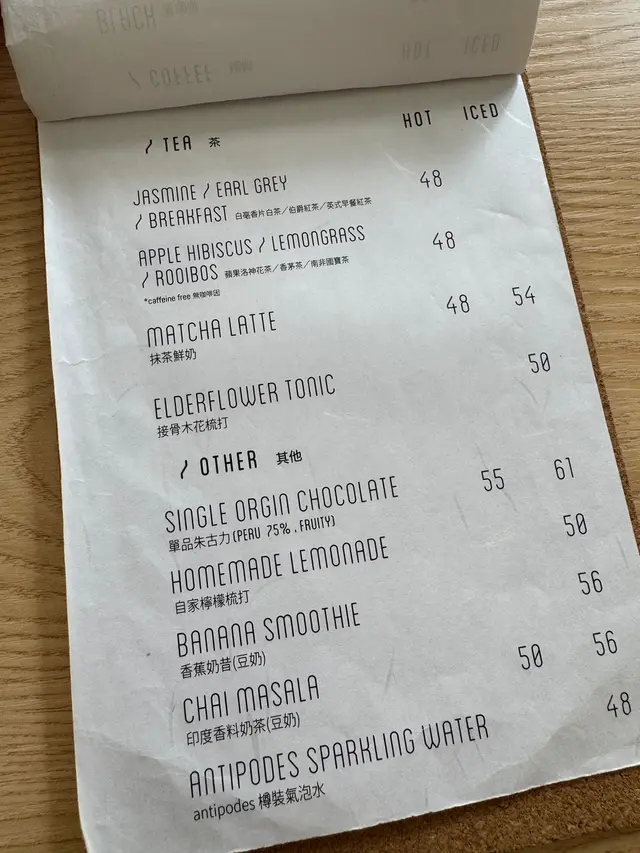 BLACK
/ COFFEE HOT ICED
/ TEA 茶 HOT ICED
JASMINE / EARL GREY 48
/ BREAKFAST 白毫香片白茶／伯爵紅茶／英式早餐紅茶
APPLE HIBISCUS / LEMONGRASS 48
/ ROOIBOS 蘋果洛神花茶／香茅茶／南非國寶茶
*caffeine free 無咖啡因
MATCHA LATTE 48 54
抹茶鮮奶
ELDERFLOWER TONIC 50
接骨木花梳打
/ OTHER 其他
SINGLE ORGIN CHOCOLATE 55 61
單品朱古力(PERU 75% , FRUITY)
HOMEMADE LEMONADE 50
自家檸檬梳打
BANANA SMOOTHIE 56
香蕉奶昔(豆奶)
CHAI MASALA 50 56
印度香料奶茶(豆奶)
ANTIPODES SPARKLING WATER 48
antipodes 樽裝氣泡水